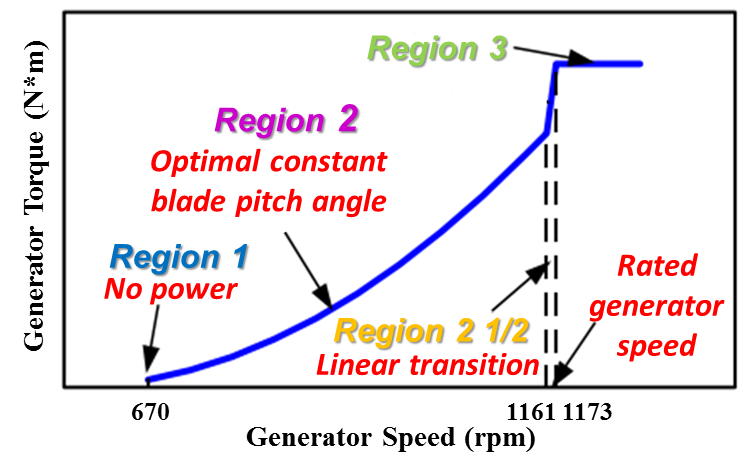 Generator Torque (N*m)
Region 3
Region 2
Optimal constant
blade pitch angle
Region 1
No power
Region 2 1/2
Linear transition
Rated
generator
speed
670
1161 1173
Generator Speed (rpm)